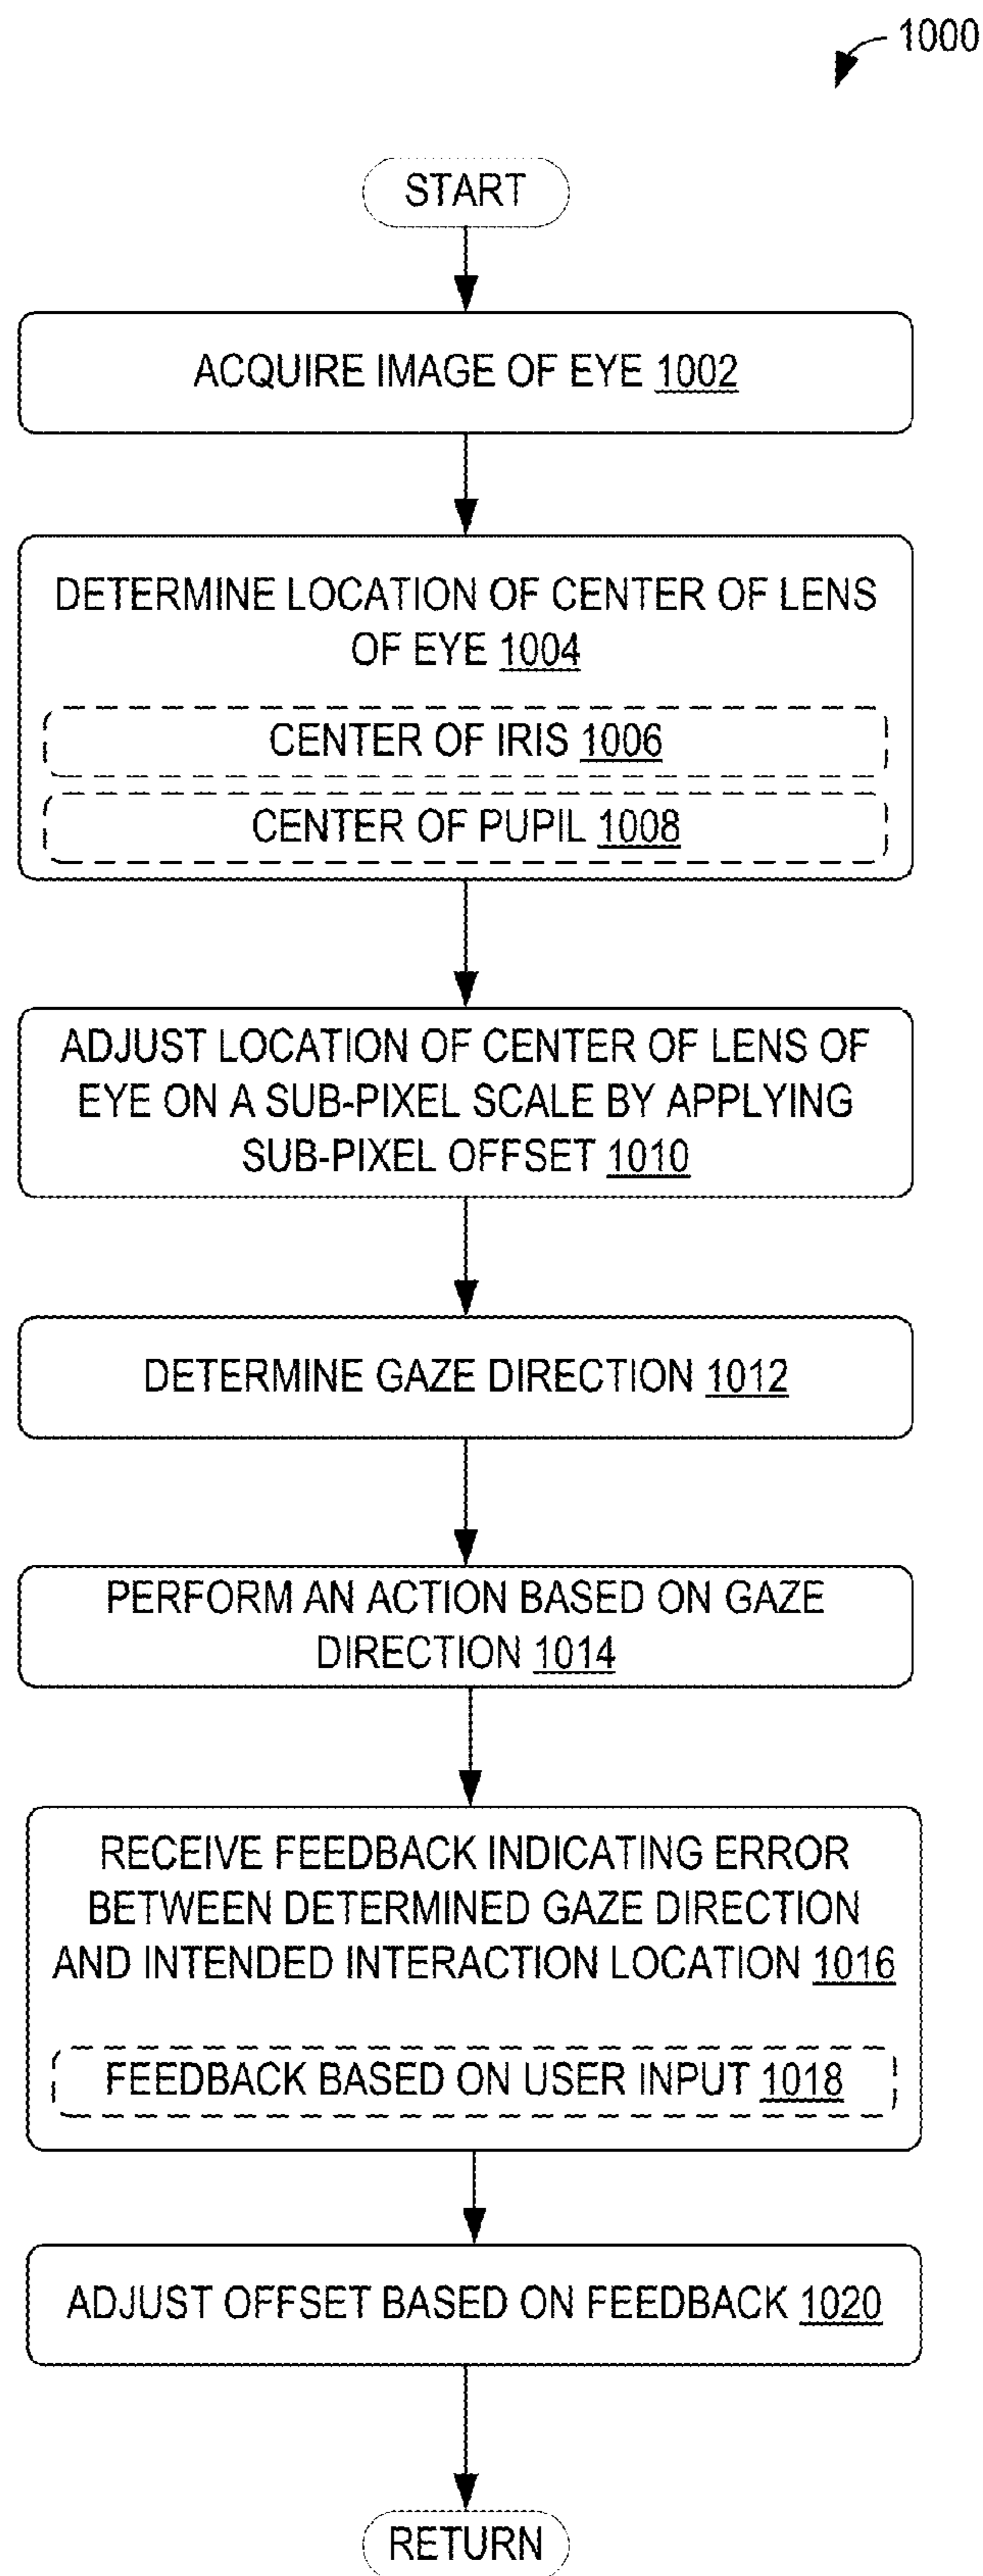 1000
START
ACQUIRE IMAGE OF EYE 1002
DETERMINE LOCATION OF CENTER OF LENS
OF EYE 1004
CENTER OF IRIS 1006
CENTER OF PUPIL 1008
ADJUST LOCATION OF CENTER OF LENS OF
EYE ON A SUB-PIXEL SCALE BY APPLYING
SUB-PIXEL OFFSET 1010
DETERMINE GAZE DIRECTION 1012
PERFORM AN ACTION BASED ON GAZE
DIRECTION 1014
RECEIVE FEEDBACK INDICATING ERROR
BETWEEN DETERMINED GAZE DIRECTION
AND INTENDED INTERACTION LOCATION 1016
FEEDBACK BASED ON USER INPUT 1018
ADJUST OFFSET BASED ON FEEDBACK 1020
RETURN